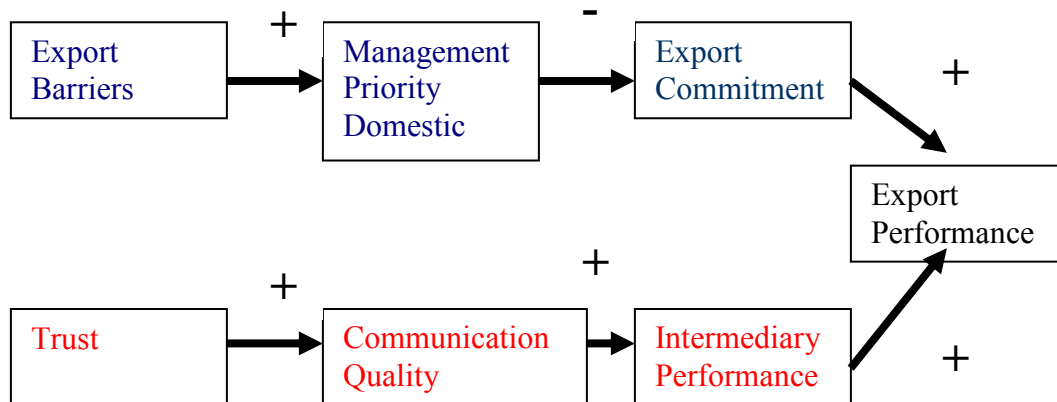 +
-
Export
Barriers
Management
Priority
Domestic
Export
Commitment
+
Export
Performance
+
+
Trust
Communication
Quality
Intermediary
Performance
+